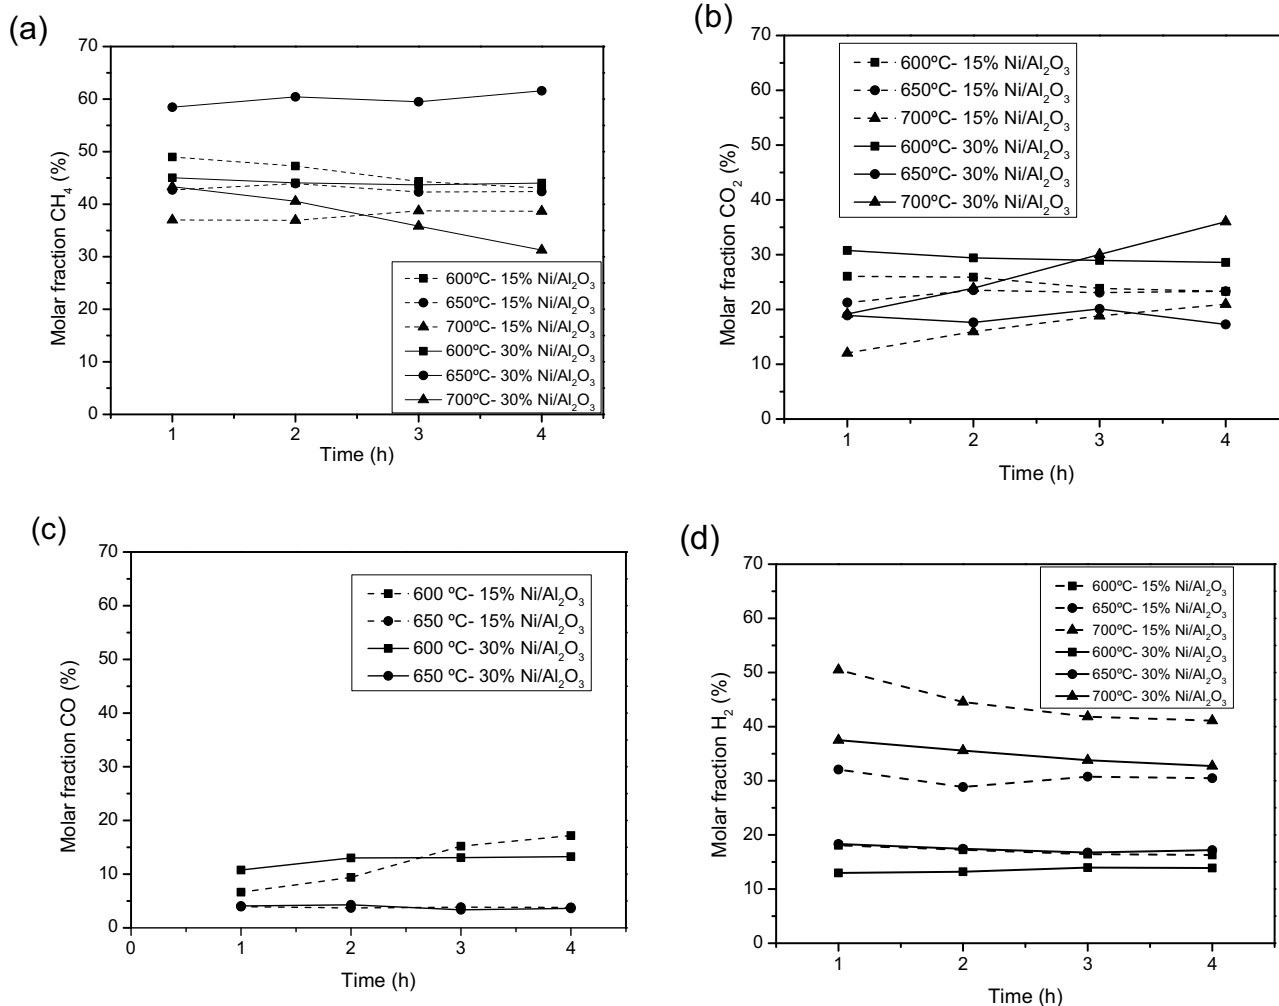 (a)
70
60
50
40
30
20
10
0
Molar fraction CH₄ (%)
600ºC- 15% Ni/Al₂O₃
650ºC- 15% Ni/Al₂O₃
700ºC- 15% Ni/Al₂O₃
600ºC- 30% Ni/Al₂O₃
650ºC- 30% Ni/Al₂O₃
700ºC- 30% Ni/Al₂O₃
1 2 3 4
Time (h)
(b)
70
60
50
40
30
20
10
0
Molar fraction CO₂ (%)
600ºC- 15% Ni/Al₂O₃
650ºC- 15% Ni/Al₂O₃
700ºC- 15% Ni/Al₂O₃
600ºC- 30% Ni/Al₂O₃
650ºC- 30% Ni/Al₂O₃
700ºC- 30% Ni/Al₂O₃
1 2 3 4
Time (h)
(c)
70
60
50
40
30
20
10
0
Molar fraction CO (%)
600 ºC- 15% Ni/Al₂O₃
650 ºC- 15% Ni/Al₂O₃
600 ºC- 30% Ni/Al₂O₃
650 ºC- 30% Ni/Al₂O₃
0 1 2 3 4
Time (h)
(d)
70
60
50
40
30
20
10
0
Molar fraction H₂ (%)
600ºC- 15% Ni/Al₂O₃
650ºC- 15% Ni/Al₂O₃
700ºC- 15% Ni/Al₂O₃
600ºC- 30% Ni/Al₂O₃
650ºC- 30% Ni/Al₂O₃
700ºC- 30% Ni/Al₂O₃
1 2 3 4
Time (h)